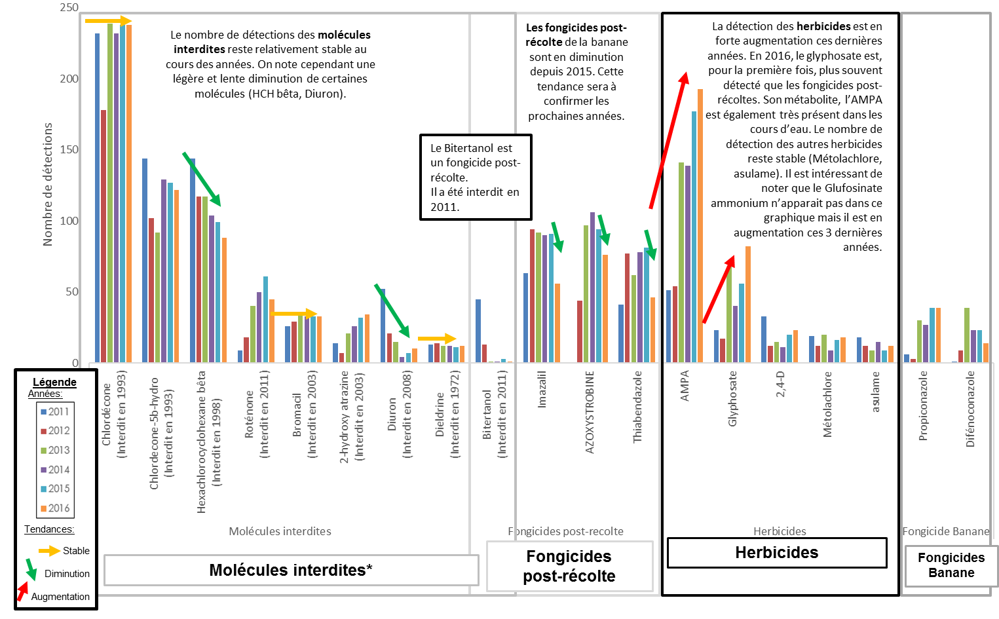 250
200
150
100
50
0
Nombre de détections
Le nombre de détections des molécules
interdites reste relativement stable au
cours des années. On note cependant une
légère et lente diminution de certaines
molécules (HCH bêta, Diuron).
Les fongicides post-
récolte de la banane
sont en diminution
depuis 2015. Cette
tendance sera à
confirmer les
prochaines années.
Le Bitertanol est
un fongicide post-
récolte.
Il a été interdit en
2011.
La détection des herbicides est en
forte augmentation ces dernières
années. En 2016, le glyphosate est,
pour la première fois, plus souvent
détecté que les fongicides post-
récoltes. Son métabolite, l’AMPA
est également très présent dans les
cours d’eau. Le nombre de
détection des autres herbicides
reste stable (Métolachlore,
asulame). Il est intéressant de
noter que le Glufosinate
ammonium n’apparait pas dans ce
graphique mais il est en
augmentation ces 3 dernières
années.
Chlordécone
(Interdit en 1993)
Chlordecone-5b-hydro
(Interdit en 1993)
Hexachlorocyclohexane bêta
(Interdit en 1998)
Roténone
(Interdit en 2011)
Bromacil
(Interdit en 2003)
2-hydroxy atrazine
(Interdit en 2003)
Diuron
(Interdit en 2008)
Dieldrine
(Interdit en 1972)
Bitertanol
(Interdit en 2011)
Imazalil
AZOXYSTROBINE
Thiabendazole
AMPA
Glyphosate
2,4-D
Métolachlore
asulame
Propiconazole
Difénoconazole
Molécules interdites
Fongicides post-recolte
Herbicides
Fongicide Banane
Molécules interdites*
Fongicides
post-récolte
Herbicides
Fongicides
Banane
Légende
Années:
2011
2012
2013
2014
2015
2016
Tendances:
Stable
Diminution
Augmentation